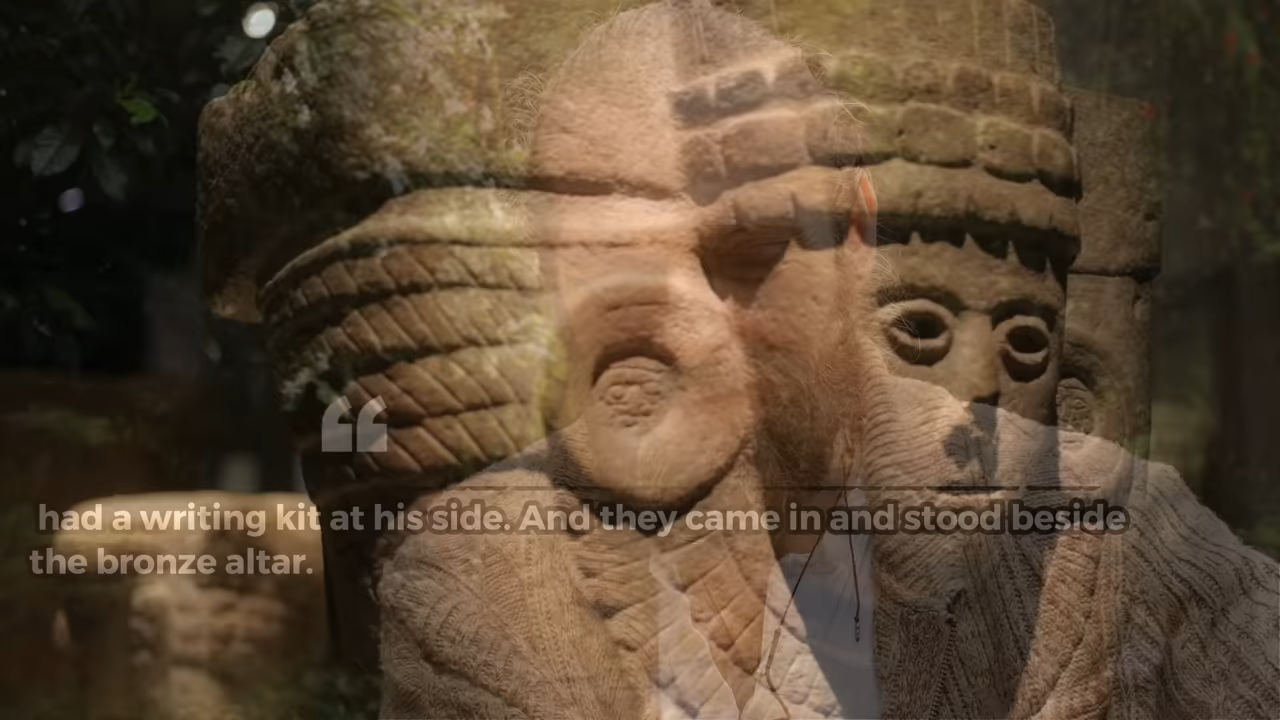 “
had a writing kit at his side. And they came in and stood beside
the bronze altar.